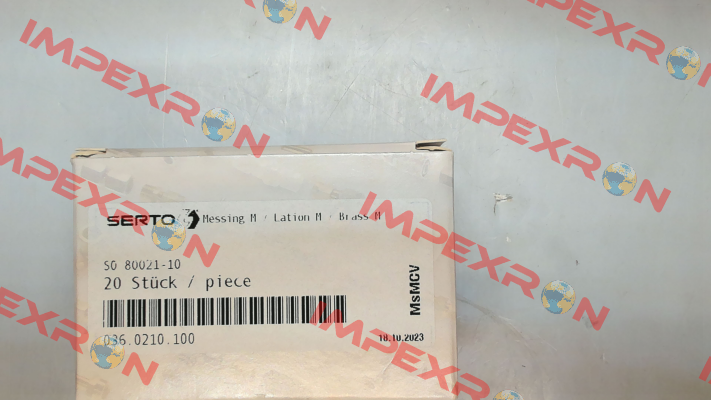 SERTO Messing M / Lation M / Brass M
SO 80021-10
20 Stück / piece
036.0210.100
18.10.2023
MsMCV
IMPEXRON
IMPEXRON
IMPEXRON
IMPEXRON
IMPEXRON
IMPEXRON